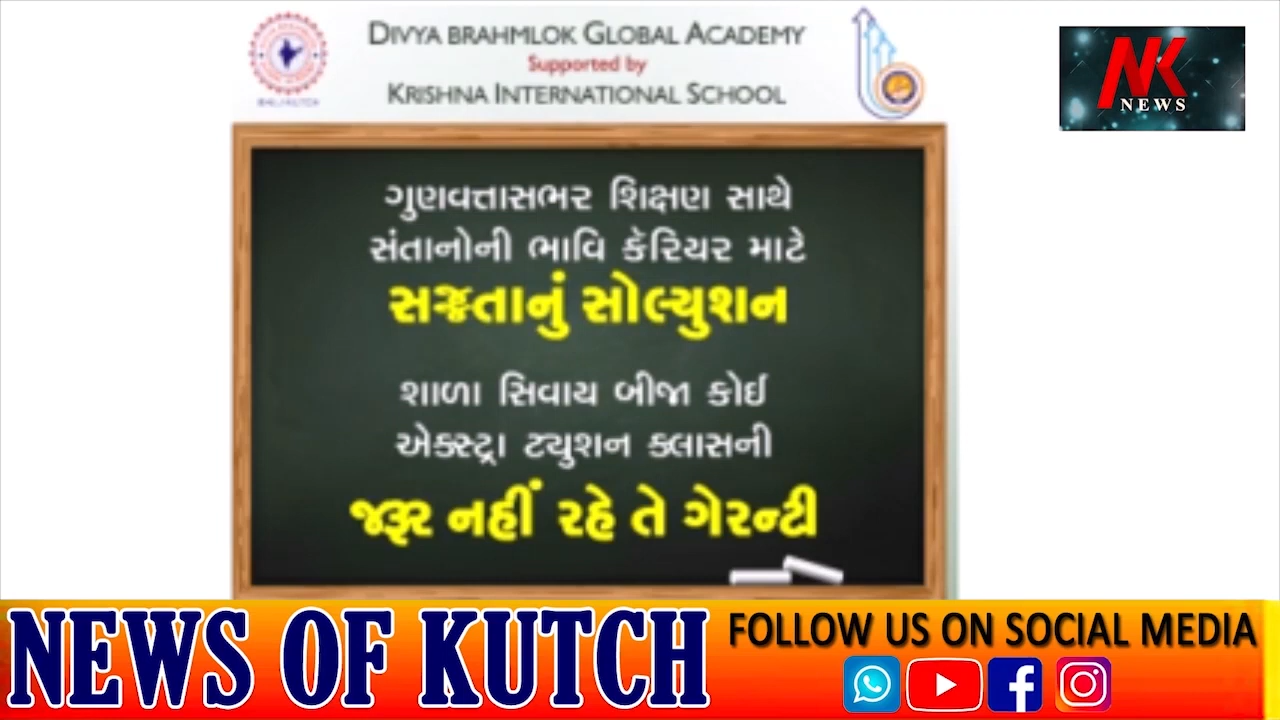 DIVYA BRAHMLOK GLOBAL ACADEMY
Supported by
KRISHNA INTERNATIONAL SCHOOL
NK
NEWS
ગુણવત્તાસભર શિક્ષણ સાથે
સંતાનોની ભાવિ કેરિયર માટે
સોલ્યુશન
શાળા સિવાય બીજા કોઈ
એક્સ્ટ્રા ટ્યુશન ક્લાસની
જરૂર નહીં રહે તે ગેરન્ટી
NEWS OF KUTCH
FOLLOW US ON SOCIAL MEDIA